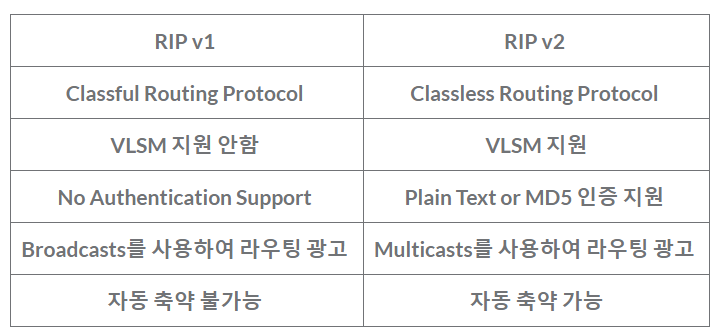 RIP v1 RIP v2
Classful Routing Protocol Classless Routing Protocol
VLSM 지원 안함 VLSM 지원
No Authentication Support Plain Text or MD5 인증 지원
Broadcasts를 사용하여 라우팅 광고 Multicasts를 사용하여 라우팅 광고
자동 축약 불가능 자동 축약 가능